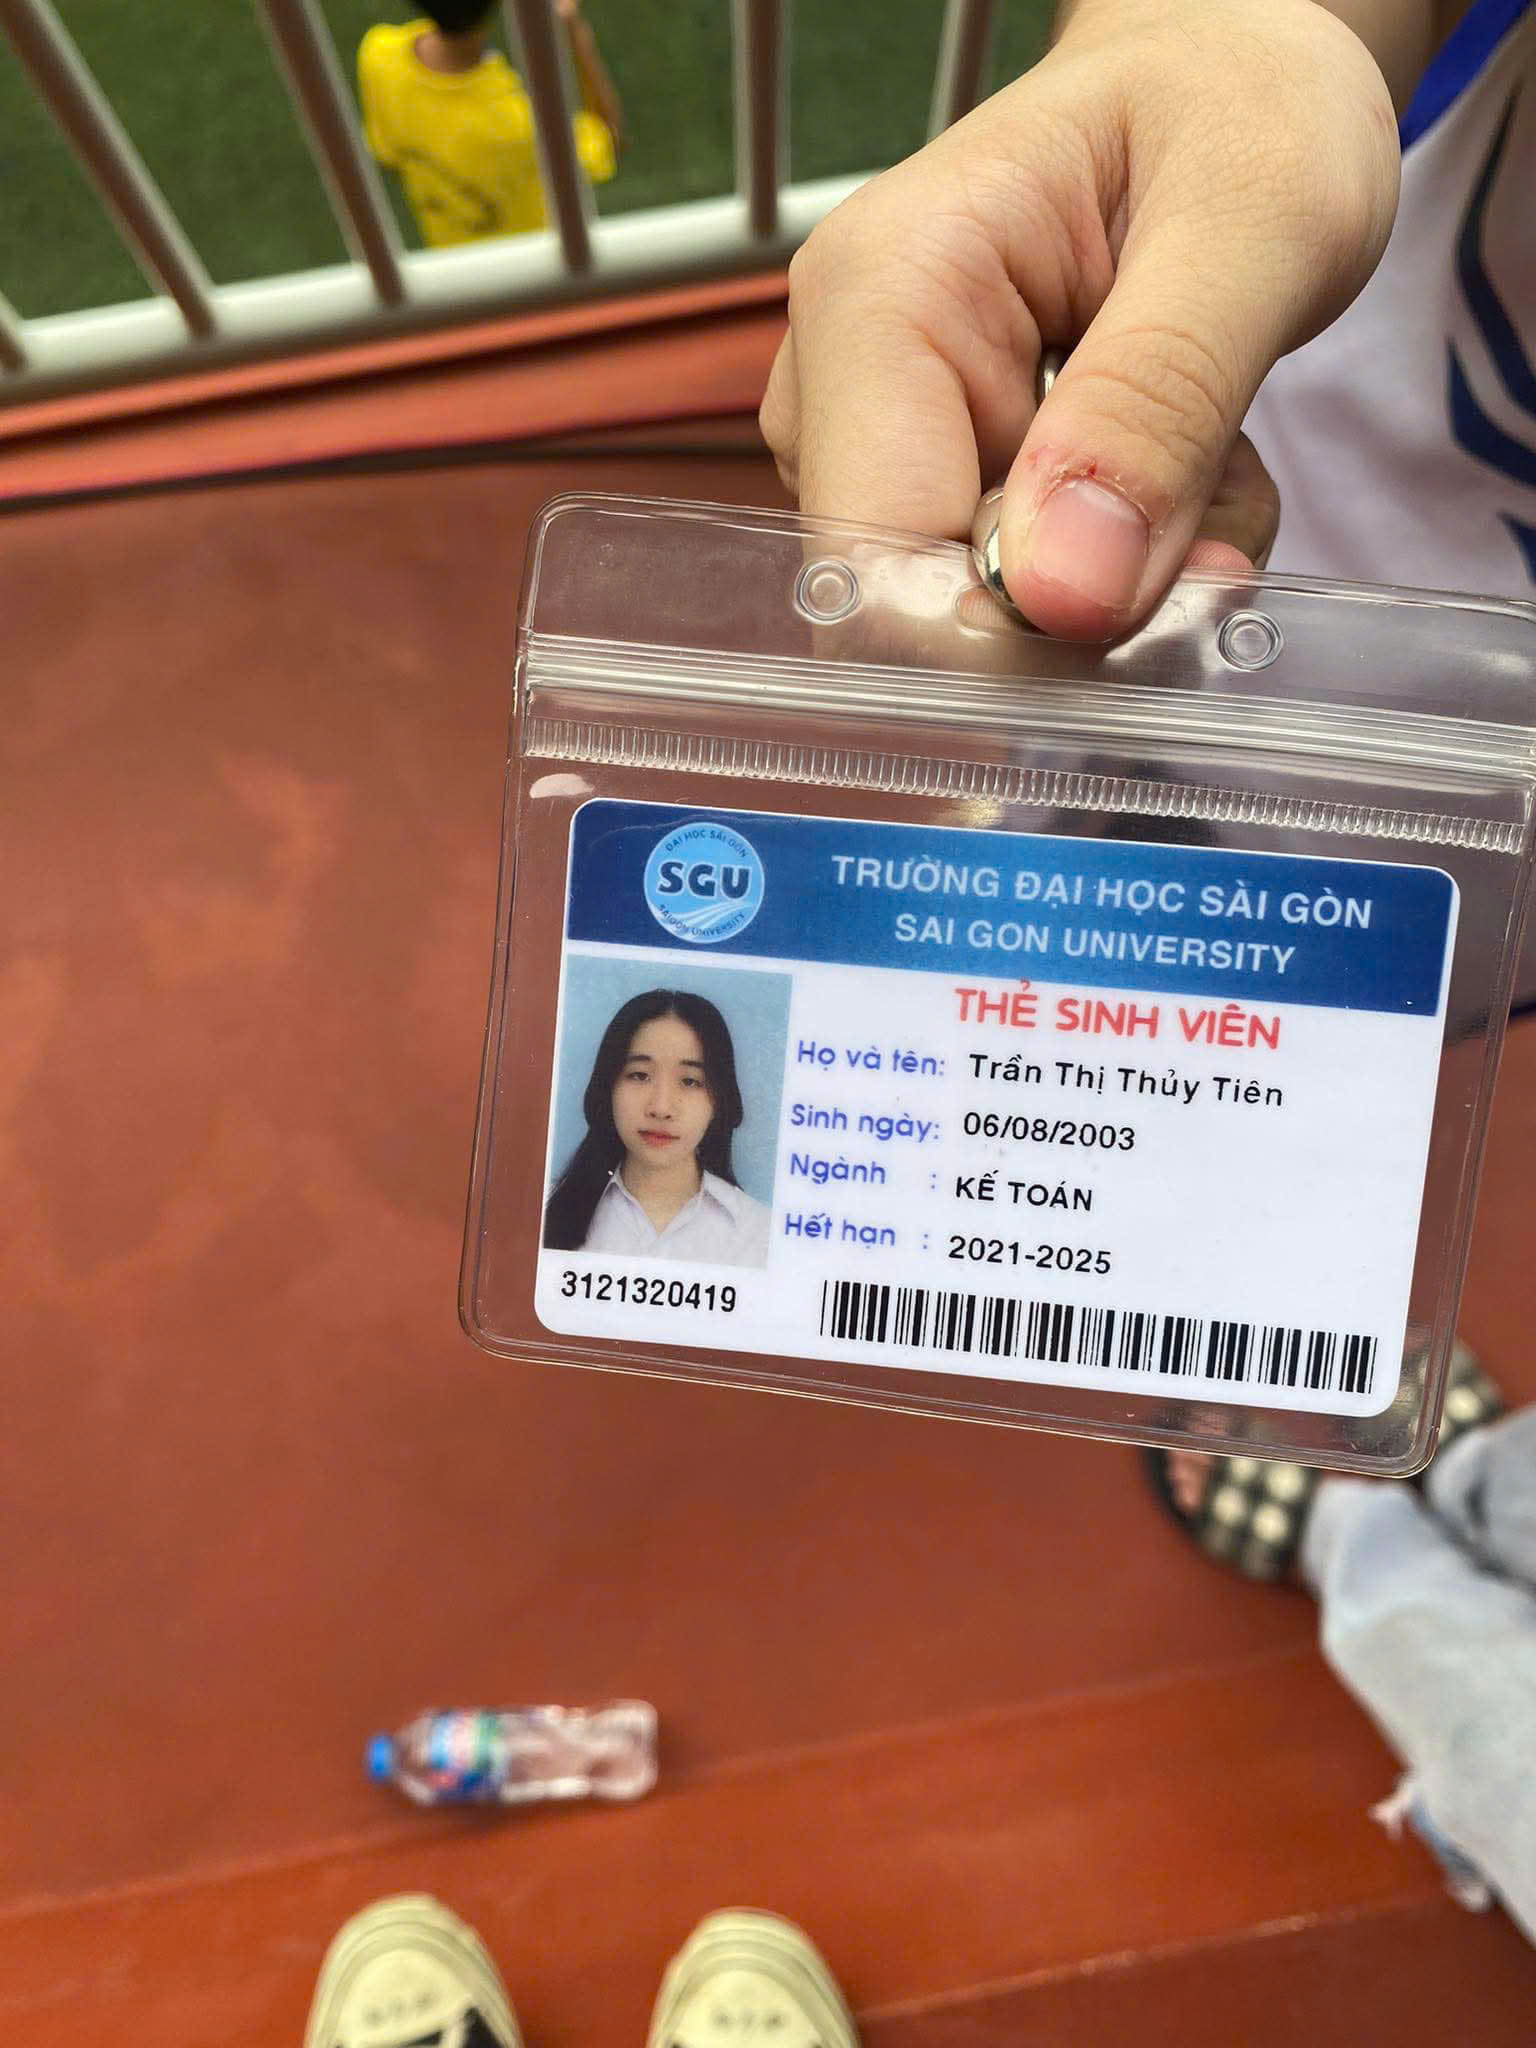 ĐẠI HỌC SÀI GÒN
SGU
SAIGON UNIVERSITY
TRƯỜNG ĐẠI HỌC SÀI GÒN
SAI GON UNIVERSITY
THẺ SINH VIÊN
Họ và tên: Trần Thị Thủy Tiên
Sinh ngày: 06/08/2003
Ngành : KẾ TOÁN
Hết hạn : 2021-2025
3121320419